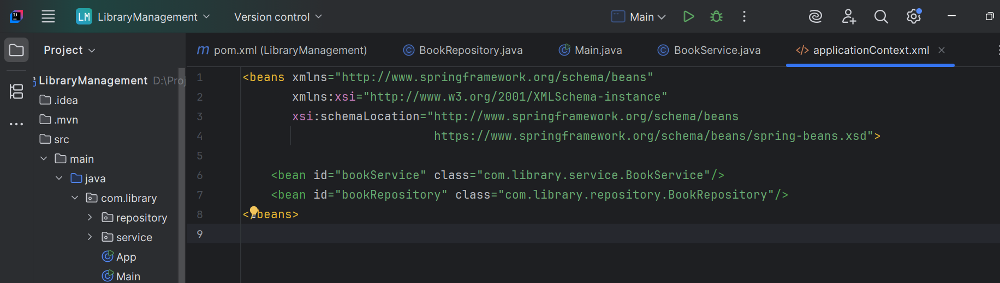 LM LibraryManagement Version control Main
Project
pom.xml (LibraryManagement) BookRepository.java Main.java BookService.java applicationContext.xml
LibraryManagement D:\Proj
.idea
.mvn
src
main
java
com.library
repository
service
App
Main
1 <beans xmlns="http://www.springframework.org/schema/beans"
2 xmlns:xsi="http://www.w3.org/2001/XMLSchema-instance"
3 xsi:schemaLocation="http://www.springframework.org/schema/beans
4 https://www.springframework.org/schema/beans/spring-beans.xsd">
5
6 <bean id="bookService" class="com.library.service.BookService"/>
7 <bean id="bookRepository" class="com.library.repository.BookRepository"/>
8 </beans>
9